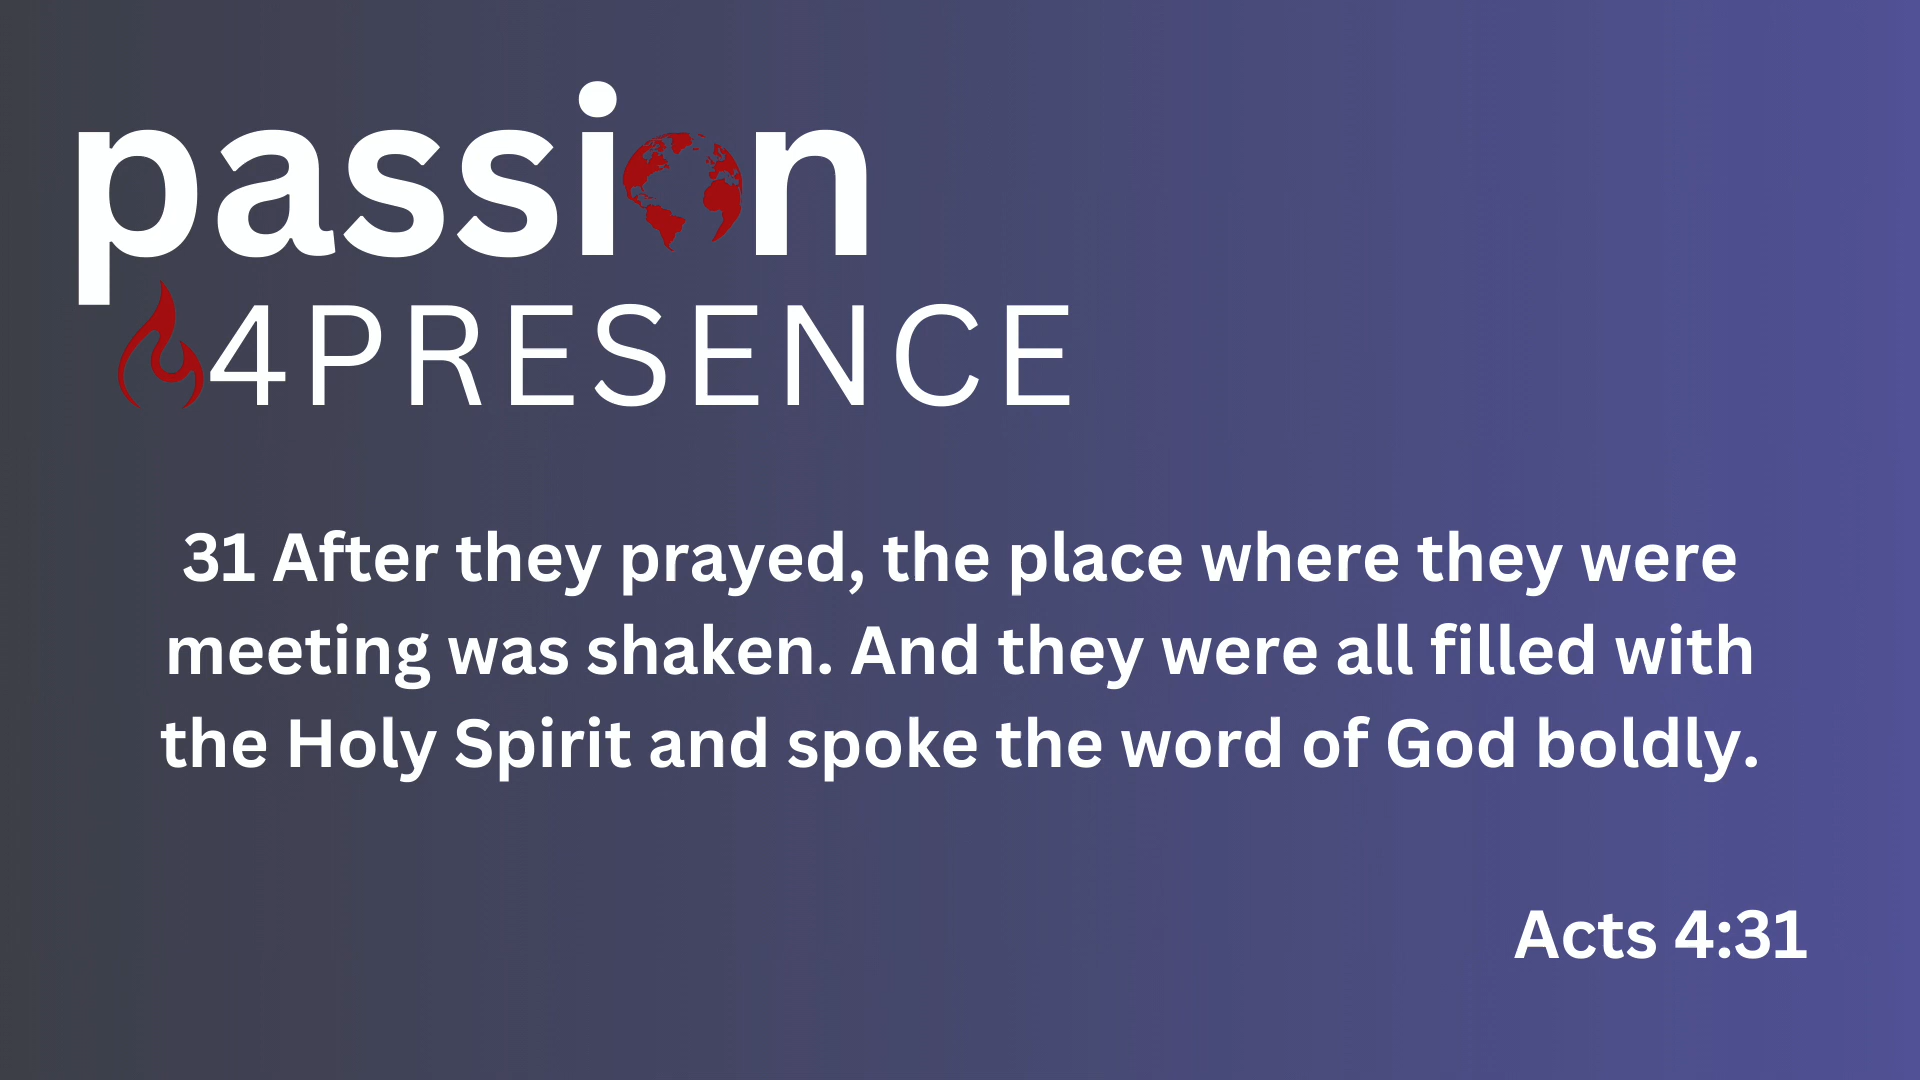 passion
4PRESENCE
31 After they prayed, the place where they were
meeting was shaken. And they were all filled with
the Holy Spirit and spoke the word of God boldly.
Acts 4:31